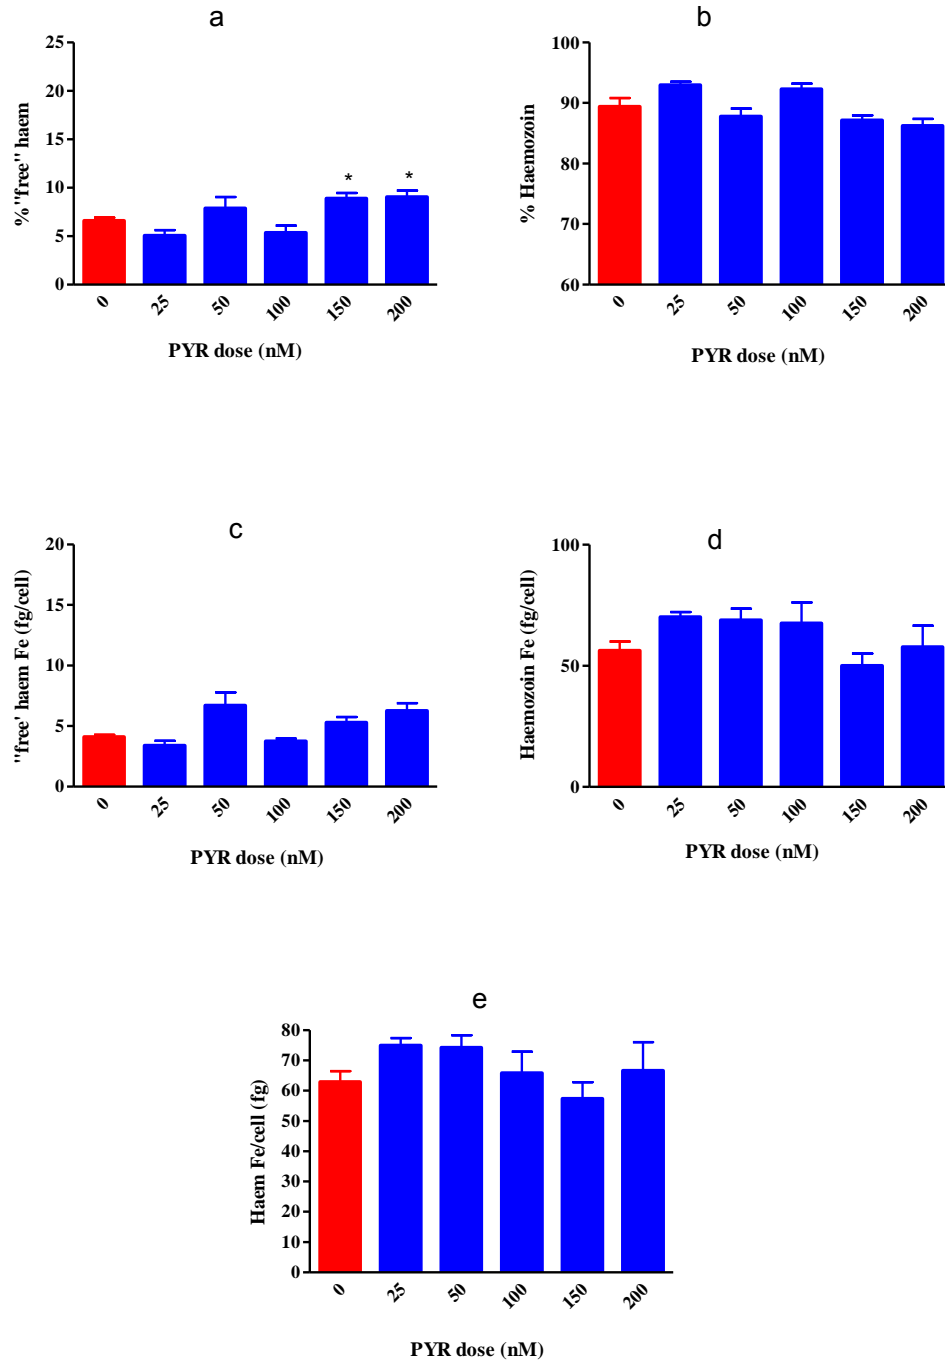 a
% "free" haem
25
20
15
10
5
0
* *
0 25 50 100 150 200
PYR dose (nM)
b
% Haemozoin
100
90
80
70
60
0 25 50 100 150 200
PYR dose (nM)
c
"free' haem Fe (fg/cell)
20
15
10
5
0
0 25 50 100 150 200
PYR dose (nM)
d
Haemozoin Fe (fg/cell)
100
50
0
0 25 50 100 150 200
PYR dose (nM)
e
Haem Fe/cell (fg)
80
70
60
50
40
30
20
10
0
0 25 50 100 150 200
PYR dose (nM)